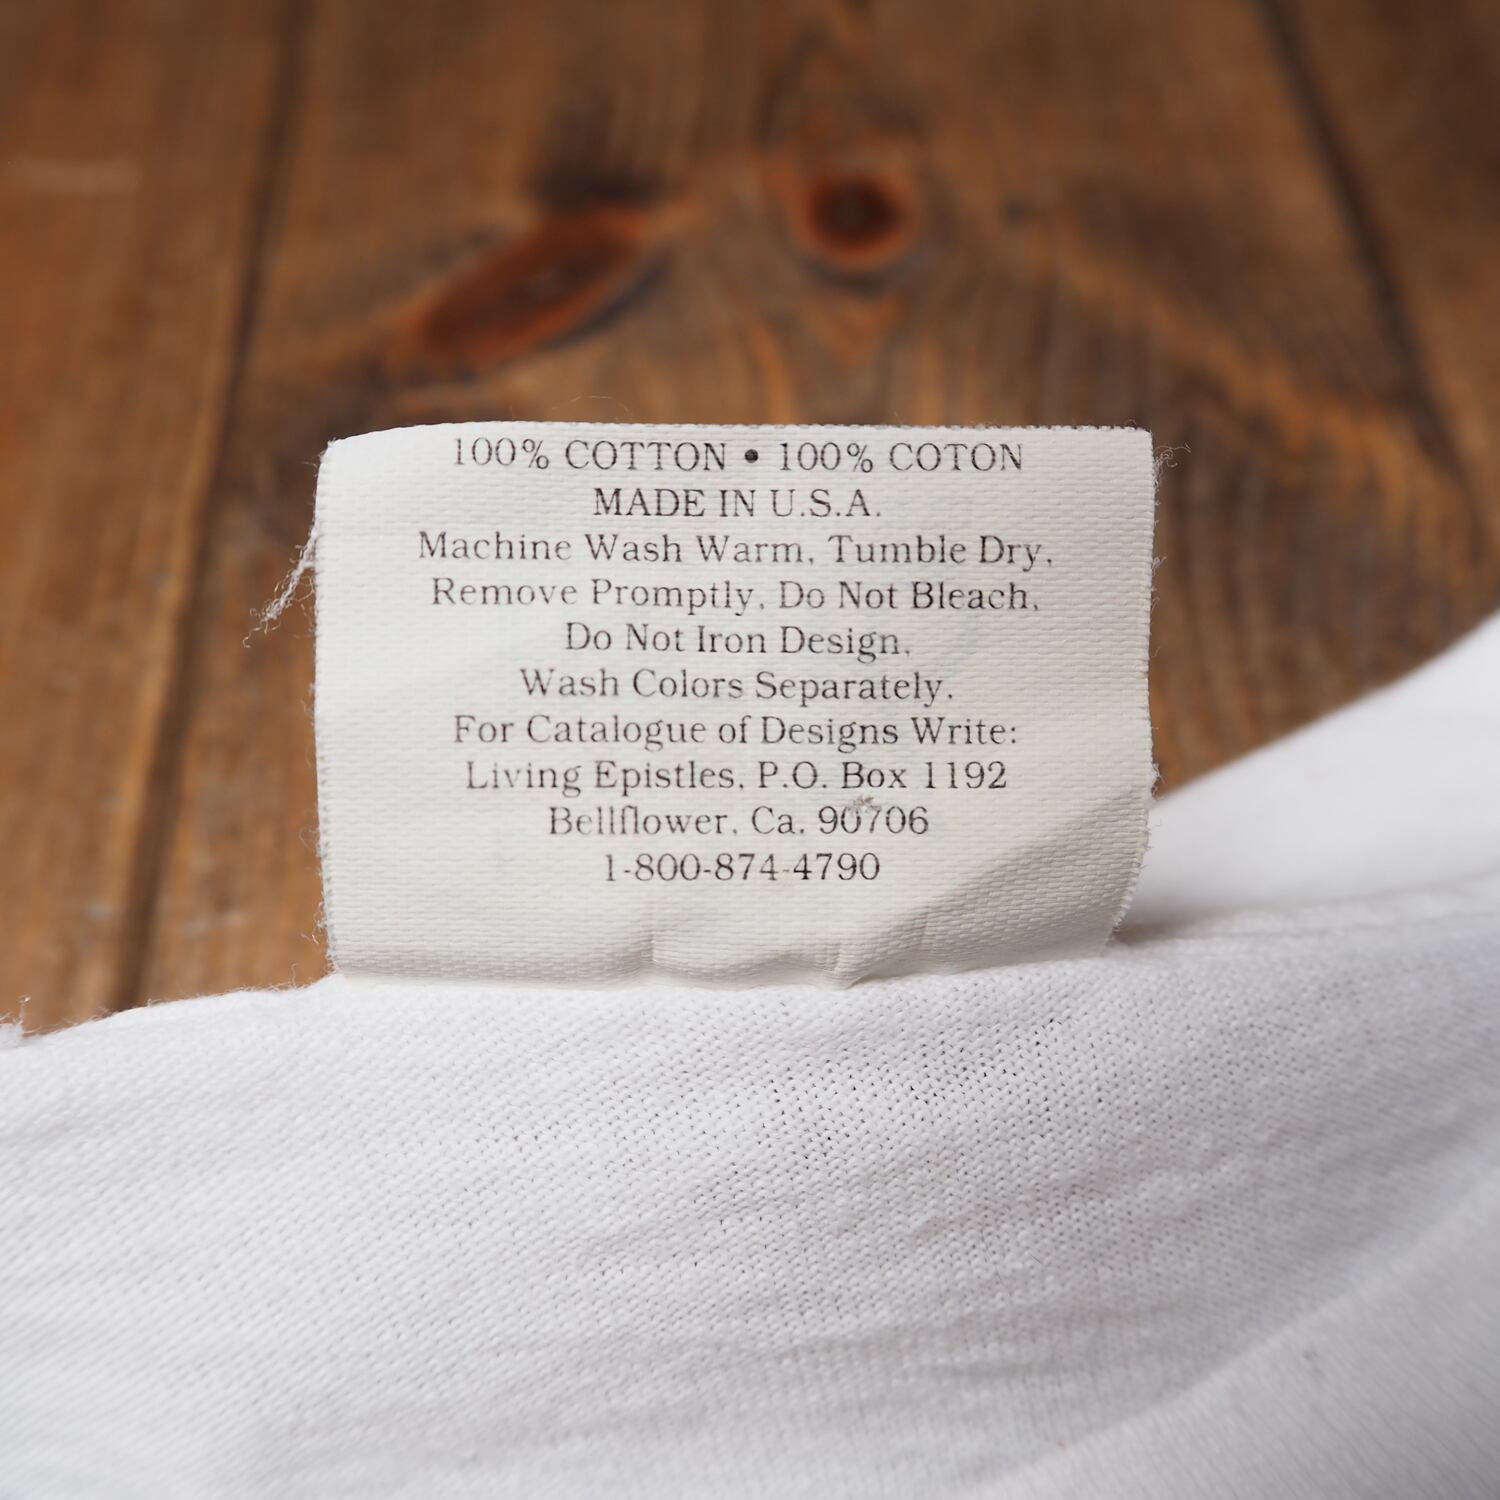 100% COTTON • 100% COTON
MADE IN U.S.A.
Machine Wash Warm, Tumble Dry,
Remove Promptly, Do Not Bleach,
Do Not Iron Design,
Wash Colors Separately.
For Catalogue of Designs Write:
Living Epistles, P.O. Box 1192
Bellflower, Ca. 90706
1-800-874-4790